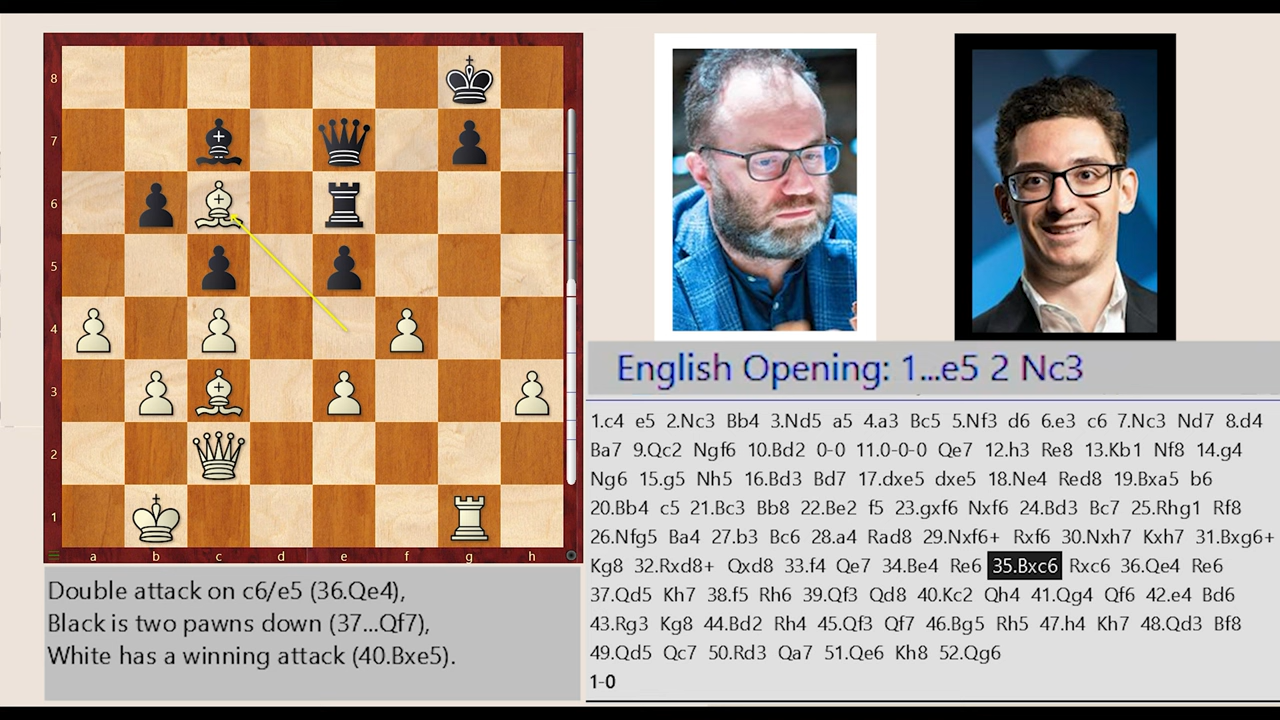 8
7
6
5
4
3
2
1
a b c d e f g h
English Opening: 1...e5 2 Nc3
1.c4 e5 2.Nc3 Bb4 3.Nd5 a5 4.a3 Bc5 5.Nf3 d6 6.e3 c6 7.Nc3 Nd7 8.d4
Ba7 9.Qc2 Ngf6 10.Bd2 0-0 11.0-0-0 Qe7 12.h3 Re8 13.Kb1 Nf8 14.g4
Ng6 15.g5 Nh5 16.Bd3 Bd7 17.dxe5 dxe5 18.Ne4 Red8 19.Bxa5 b6
20.Bb4 c5 21.Bc3 Bb8 22.Be2 f5 23.gxf6 Nxf6 24.Bd3 Bc7 25.Rhg1 Rf8
26.Nfg5 Ba4 27.b3 Bc6 28.a4 Rad8 29.Nxf6+ Rxf6 30.Nxh7 Kxh7 31.Bxg6+
Kg8 32.Rxd8+ Qxd8 33.f4 Qe7 34.Be4 Re6 35.Bxc6 Rxc6 36.Qe4 Re6
37.Qd5 Kh7 38.f5 Rh6 39.Qf3 Qd8 40.Kc2 Qh4 41.Qg4 Qf6 42.e4 Bd6
43.Rg3 Kg8 44.Bd2 Rh4 45.Qf3 Qf7 46.Bg5 Rh5 47.h4 Kh7 48.Qd3 Bf8
49.Qd5 Qc7 50.Rd3 Qa7 51.Qe6 Kh8 52.Qg6
1-0
Double attack on c6/e5 (36.Qe4),
Black is two pawns down (37...Qf7),
White has a winning attack (40.Bxe5).